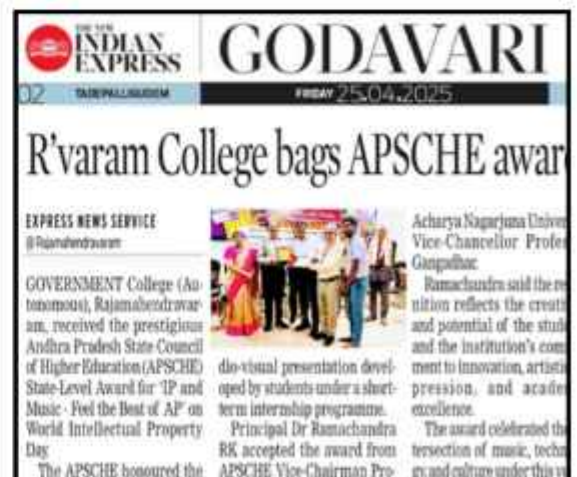 THE NEW
INDIAN
EXPRESS
GODAVARI
02
TADEPALLIGUDEM
FRIDAY 25.04.2025
R'varam College bags APSCHE awar
EXPRESS NEWS SERVICE
@ Rajamahendravaram
GOVERNMENT College (Au-
tonomous), Rajamahendravar-
am, received the prestigious
Andhra Pradesh State Council
of Higher Education (APSCHE)
State-Level Award for 'IP and
Music - Feel the Beat of AP' on
World Intellectual Property
Day.
The APSCHE honoured the
dio-visual presentation devel-
oped by students under a short-
term internship programme.
Principal Dr Ramachandra
RK accepted the award from
APSCHE Vice-Chairman Pro-
Acharya Nagarjuna Univer
Vice-Chancellor Profes
Gangadhar.
Ramachandra said the re
nition reflects the creati
and potential of the stud
and the institution's com
ment to innovation, artisti
pression, and acade
excellence.
The award celebrated the
tersection of music, techn
gy, and culture under this